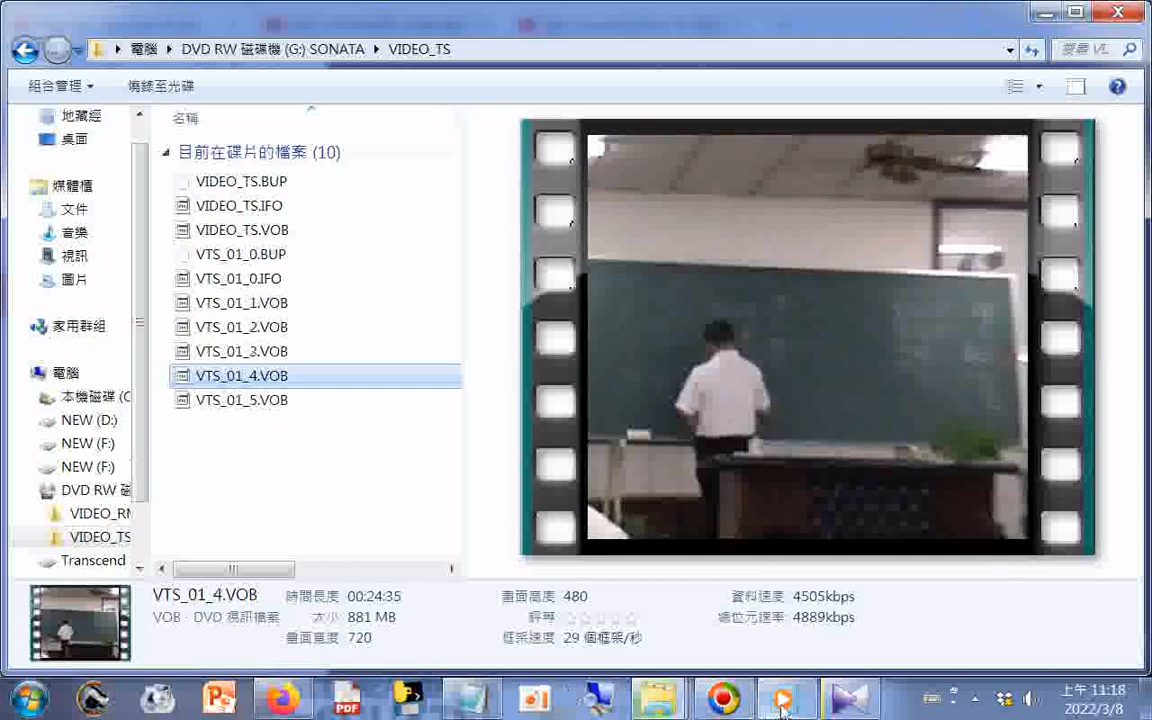 電腦 ▸ DVD RW 磁碟機 (G:) SONATA ▸ VIDEO_TS
搜尋 VI...
組合管理 ▾ 燒錄至光碟
名稱
目前在碟片的檔案 (10)
VIDEO_TS.BUP
VIDEO_TS.IFO
VIDEO_TS.VOB
VTS_01_0.BUP
VTS_01_0.IFO
VTS_01_1.VOB
VTS_01_2.VOB
VTS_01_3.VOB
VTS_01_4.VOB
VTS_01_5.VOB
地藏經
桌面
媒體櫃
文件
音樂
視訊
圖片
家用群組
電腦
本機磁碟 (C
NEW (D:)
NEW (F:)
NEW (F:)
DVD RW 磁
VIDEO_RM
VIDEO_TS
Transcend
VTS_01_4.VOB
VOB - DVD 視訊檔案
時間長度 00:24:35
大小 881 MB
畫面寬度 720
畫面高度 480
評等
框架速度 29 個框架/秒
資料速度 4505kbps
總位元速率 4889kbps
PDF
上午 11:18
2022/3/8